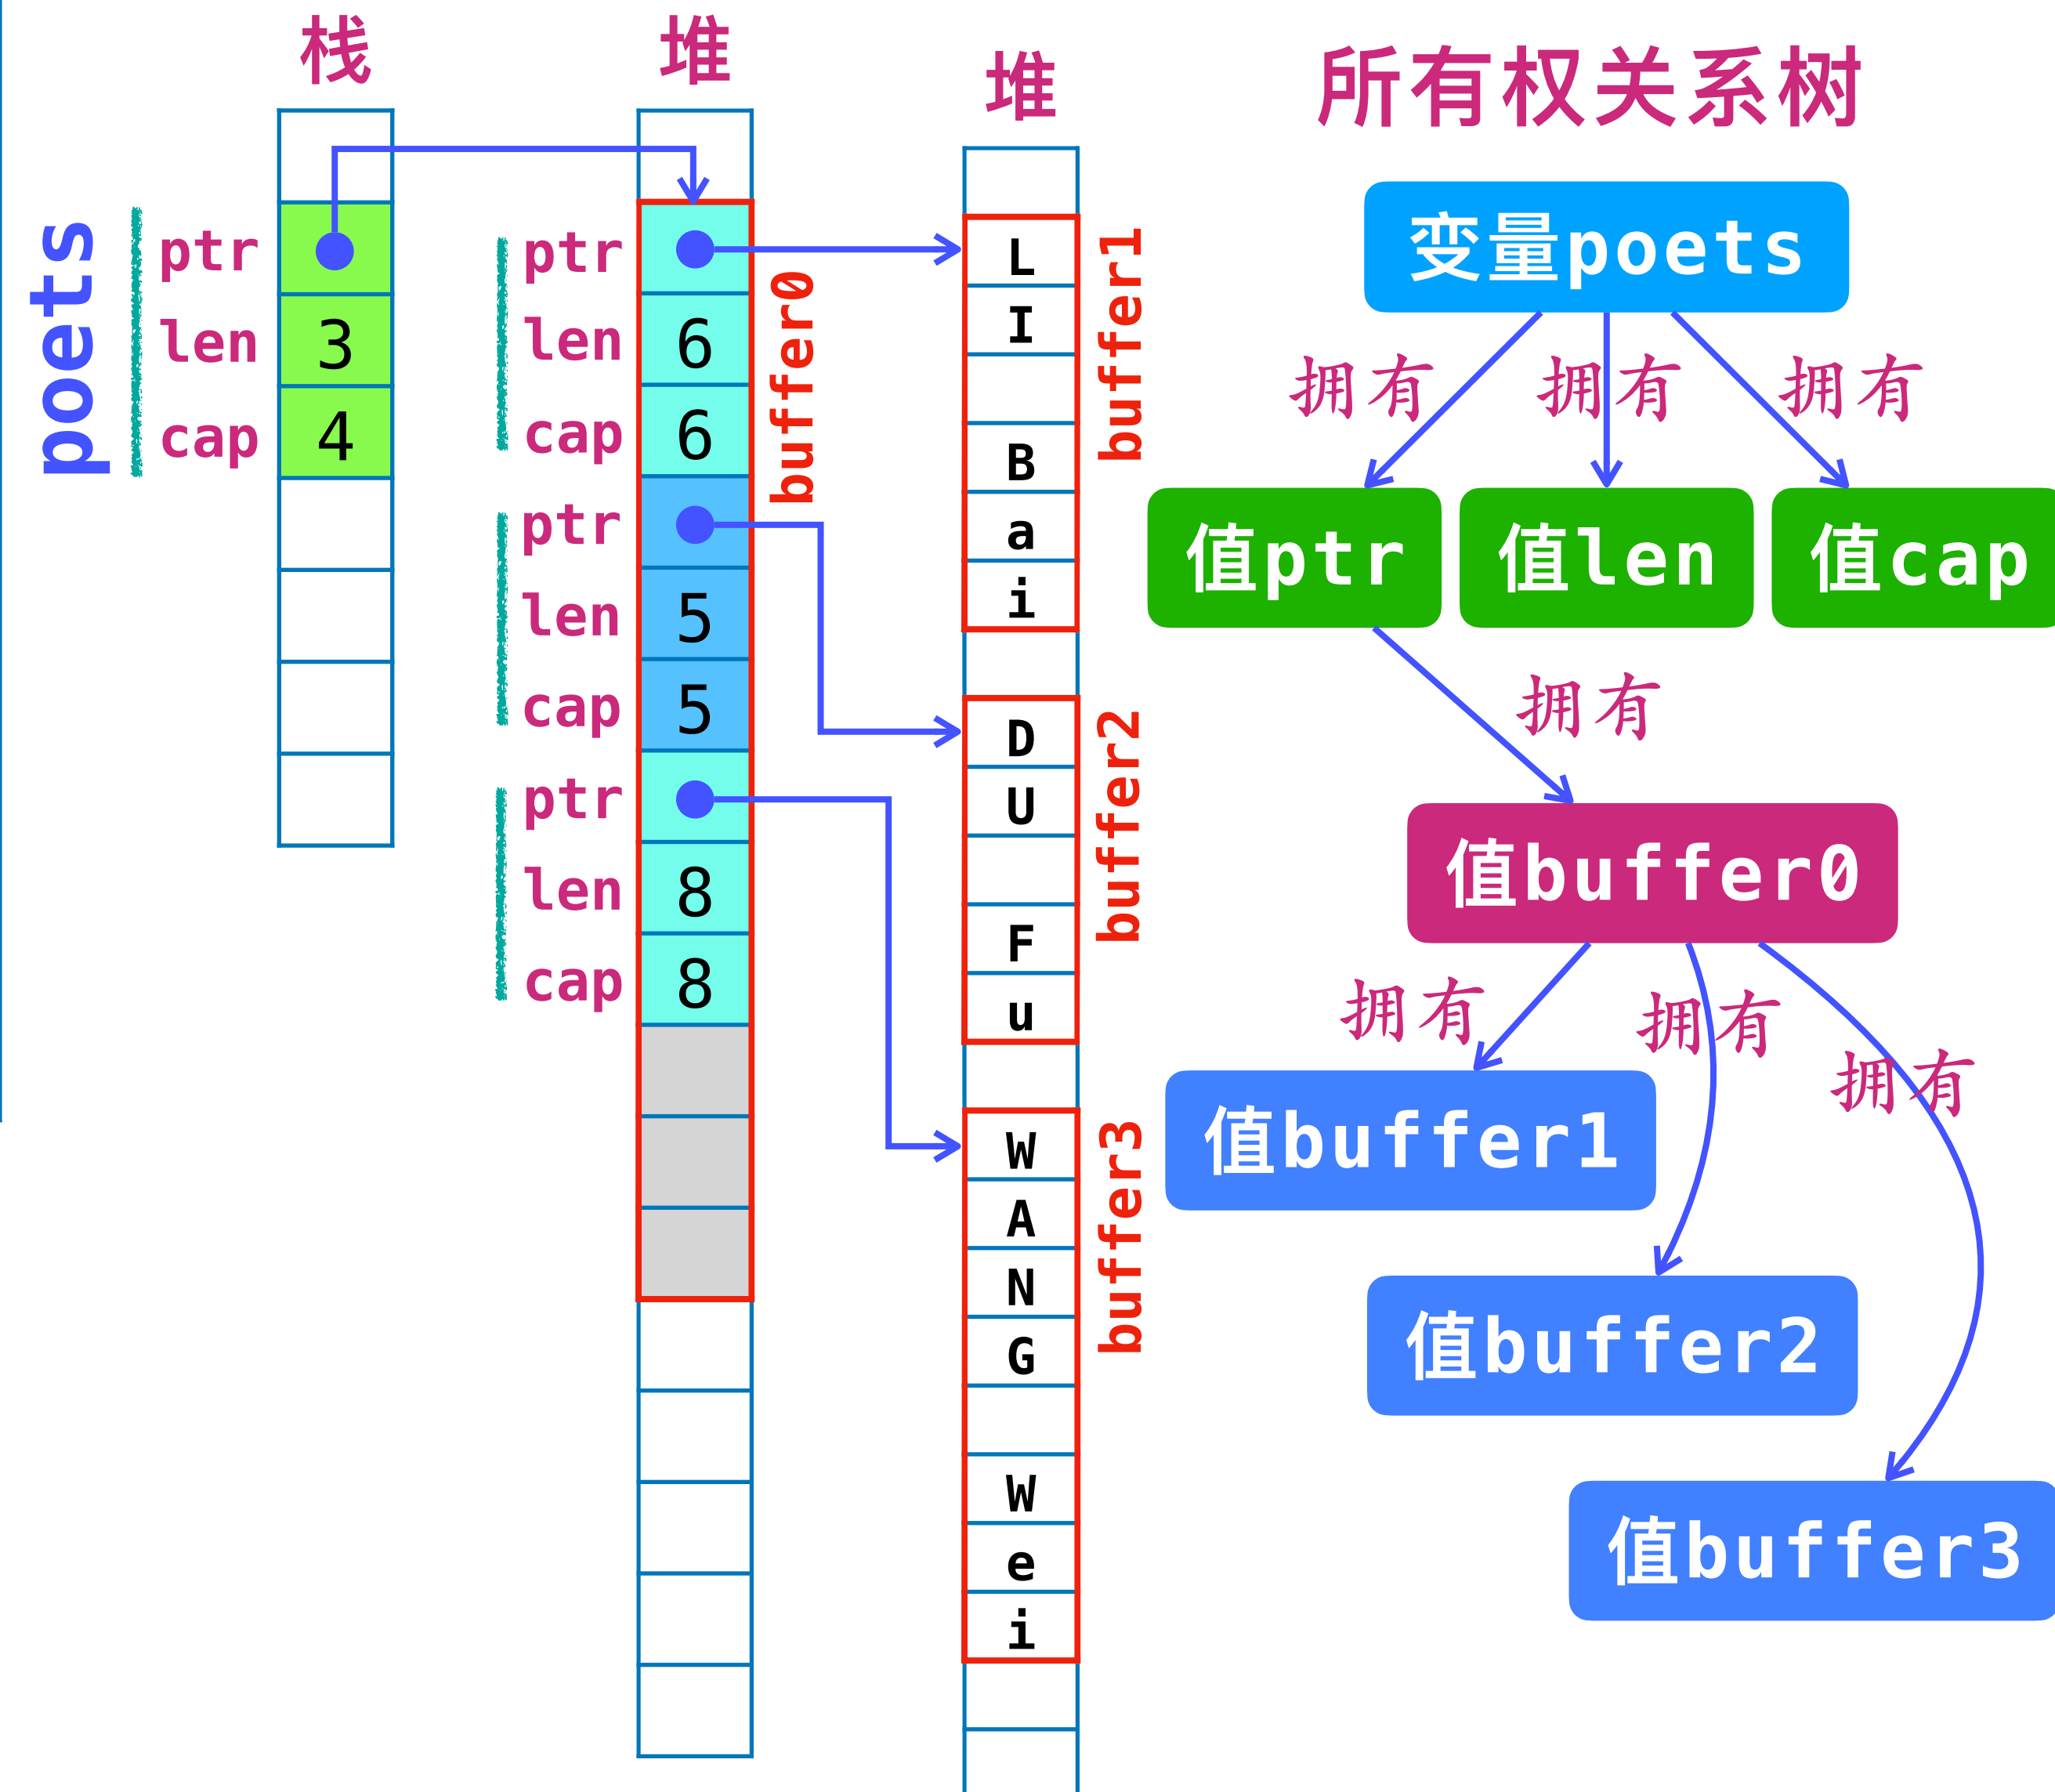 栈
堆
堆
所有权关系树
poets
ptr
len
3
cap
4
ptr
len
6
cap
6
ptr
len
5
cap
5
ptr
len
8
cap
8
buffer0
L
I
B
a
i
buffer1
D
U
F
u
buffer2
W
A
N
G
W
e
i
buffer3
变量poets
拥有
拥有
拥有
值ptr
值len
值cap
拥有
值buffer0
拥有
拥有
拥有
值buffer1
值buffer2
值buffer3